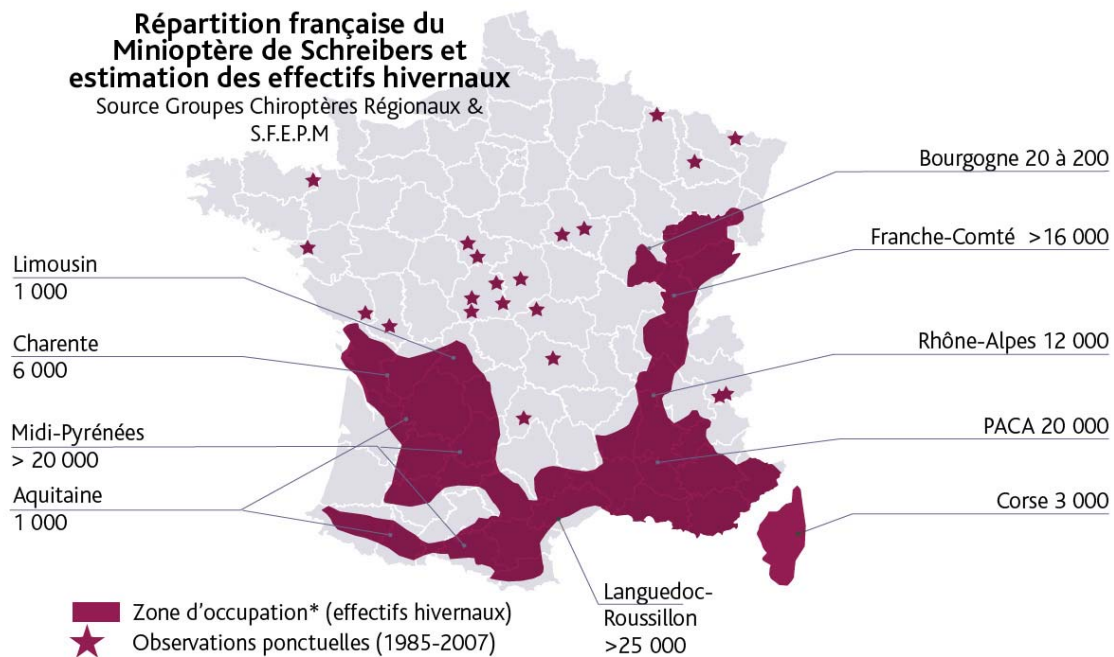 Répartition française du
Minioptère de Schreibers et
estimation des effectifs hivernaux
Source Groupes Chiroptères Régionaux &
S.F.E.P.M
Bourgogne 20 à 200
Franche-Comté >16 000
Rhône-Alpes 12 000
PACA 20 000
Corse 3 000
Limousin
1 000
Charente
6 000
Midi-Pyrénées
> 20 000
Aquitaine
1 000
Languedoc-
Roussillon
>25 000
Zone d'occupation* (effectifs hivernaux)
Observations ponctuelles (1985-2007)